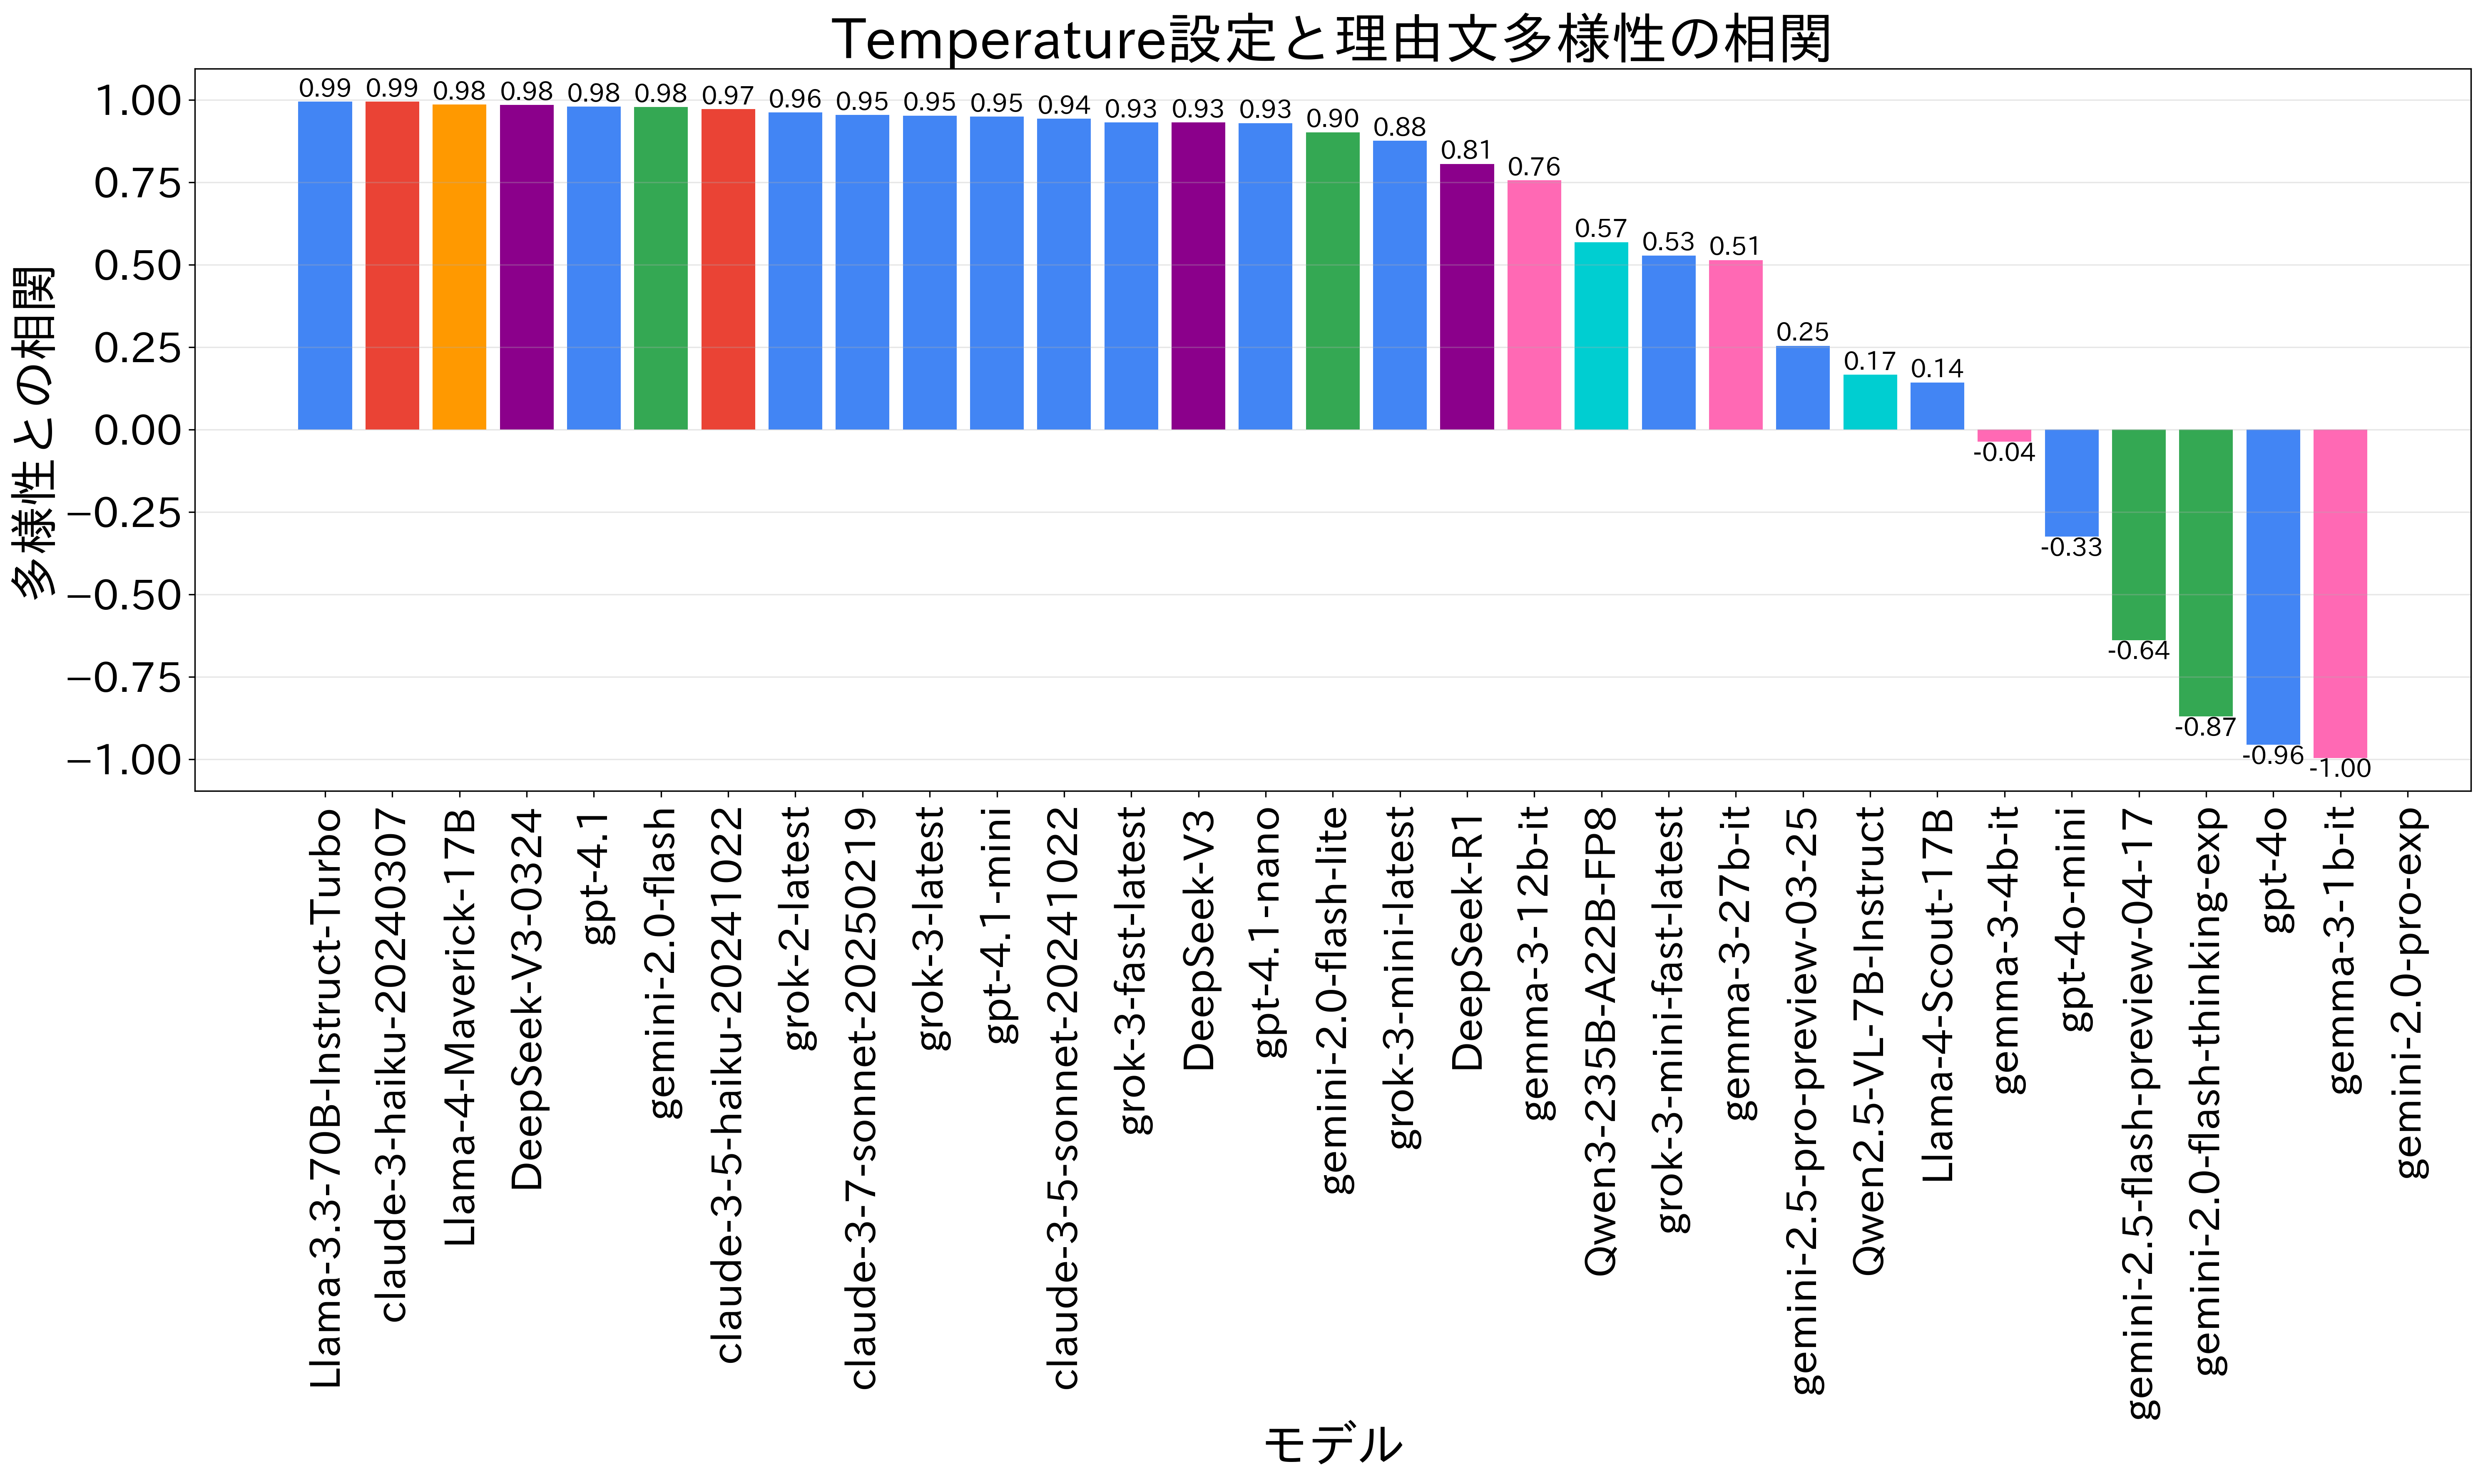 Temperature設定と理由文多様性の相関
多様性との相関
1.00
0.75
0.50
0.25
0.00
−0.25
−0.50
−0.75
−1.00
0.99
0.99
0.98
0.98
0.98
0.98
0.97
0.96
0.95
0.95
0.95
0.94
0.93
0.93
0.93
0.90
0.88
0.81
0.76
0.57
0.53
0.51
0.25
0.17
0.14
-0.04
-0.33
-0.64
-0.87
-0.96
-1.00
Llama-3.3-70B-Instruct-Turbo
claude-3-haiku-20240307
Llama-4-Maverick-17B
DeepSeek-V3-0324
gpt-4.1
gemini-2.0-flash
claude-3-5-haiku-20241022
grok-2-latest
claude-3-7-sonnet-20250219
grok-3-latest
gpt-4.1-mini
claude-3-5-sonnet-20241022
grok-3-fast-latest
DeepSeek-V3
gpt-4.1-nano
gemini-2.0-flash-lite
grok-3-mini-latest
DeepSeek-R1
gemma-3-12b-it
Qwen3-235B-A22B-FP8
grok-3-mini-fast-latest
gemma-3-27b-it
gemini-2.5-pro-preview-03-25
Qwen2.5-VL-7B-Instruct
Llama-4-Scout-17B
gemma-3-4b-it
gpt-4o-mini
gemini-2.5-flash-preview-04-17
gemini-2.0-flash-thinking-exp
gpt-4o
gemma-3-1b-it
gemini-2.0-pro-exp
モデル